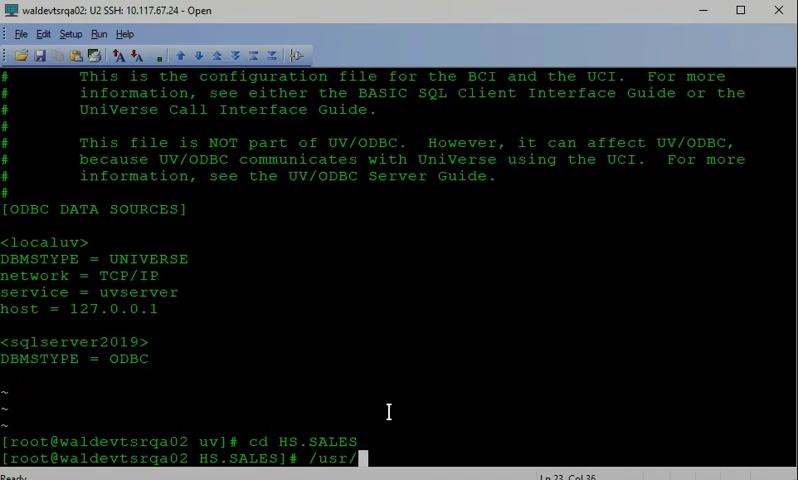 waldevtsrqa02: U2 SSH: 10.117.67.24 - Open
File Edit Setup Run Help
# This is the configuration file for the BCI and the UCI. For more
# information, see either the BASIC SQL Client Interface Guide or the
# UniVerse Call Interface Guide.
#
# This file is NOT part of UV/ODBC. However, it can affect UV/ODBC,
# because UV/ODBC communicates with UniVerse using the UCI. For more
# information, see the UV/ODBC Server Guide.
#
[ODBC DATA SOURCES]
<localuv>
DBMSTYPE = UNIVERSE
network = TCP/IP
service = uvserver
host = 127.0.0.1
<sqlserver2019>
DBMSTYPE = ODBC
~
~
~
[root@waldevtsrqa02 uv]# cd HS.SALES
[root@waldevtsrqa02 HS.SALES]# /usr/
Ready Ln 23, Col 36